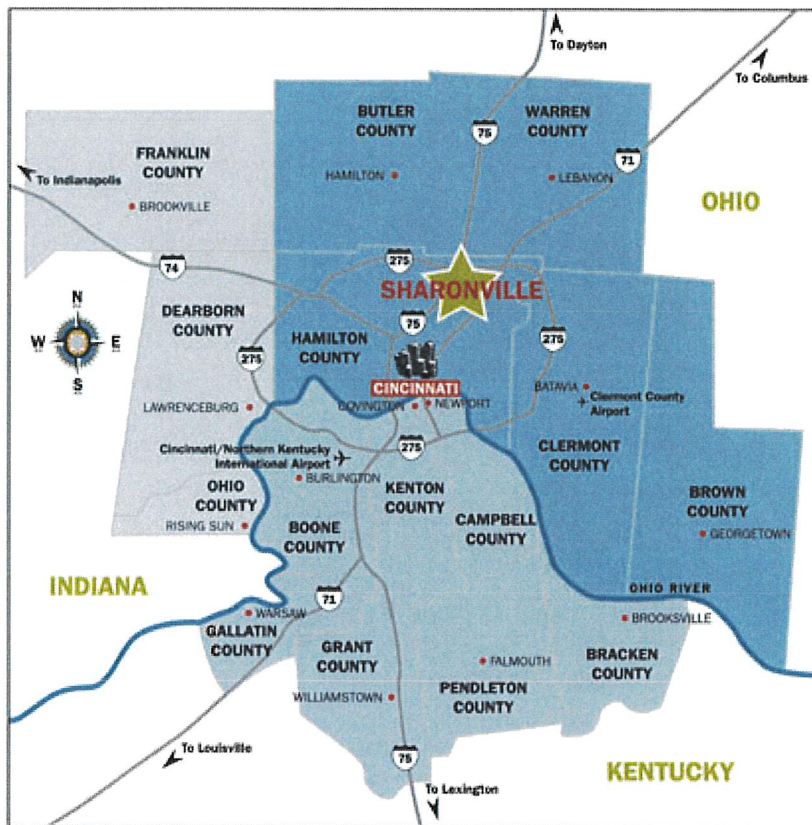 To Dayton
To Columbus
BUTLER
COUNTY
WARREN
COUNTY
75
71
FRANKLIN
COUNTY
To Indianapolis
HAMILTON
LEBANON
OHIO
BROOKVILLE
74
275
SHARONVILLE
N
W E
S
DEARBORN
COUNTY
75
HAMILTON
COUNTY
275
275
CINCINNATI
BATAVIA
LAWRENCEBURG
COVINGTON
NEWPORT
Clermont County
Airport
275
Cincinnati/Northern Kentucky
International Airport
CLERMONT
COUNTY
BURLINGTON
OHIO
COUNTY
KENTON
COUNTY
BROWN
COUNTY
RISING SUN
BOONE
COUNTY
CAMPBELL
COUNTY
GEORGETOWN
INDIANA
OHIO RIVER
71
WARSAW
GALLATIN
COUNTY
BROOKSVILLE
GRANT
COUNTY
FALMOUTH
BRACKEN
COUNTY
WILLIAMSTOWN
PENDLETON
COUNTY
To Louisville
75
KENTUCKY
To Lexington